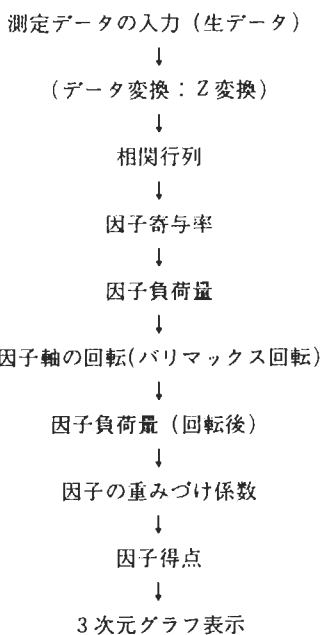 測定データの入力(生データ)
↓
(データ変換:Z変換)
↓
相関行列
↓
因子寄与率
↓
因子負荷量
↓
因子軸の回転(バリマックス回転)
↓
因子負荷量(回転後)
↓
因子の重みづけ係数
↓
因子得点
↓
3次元グラフ表示